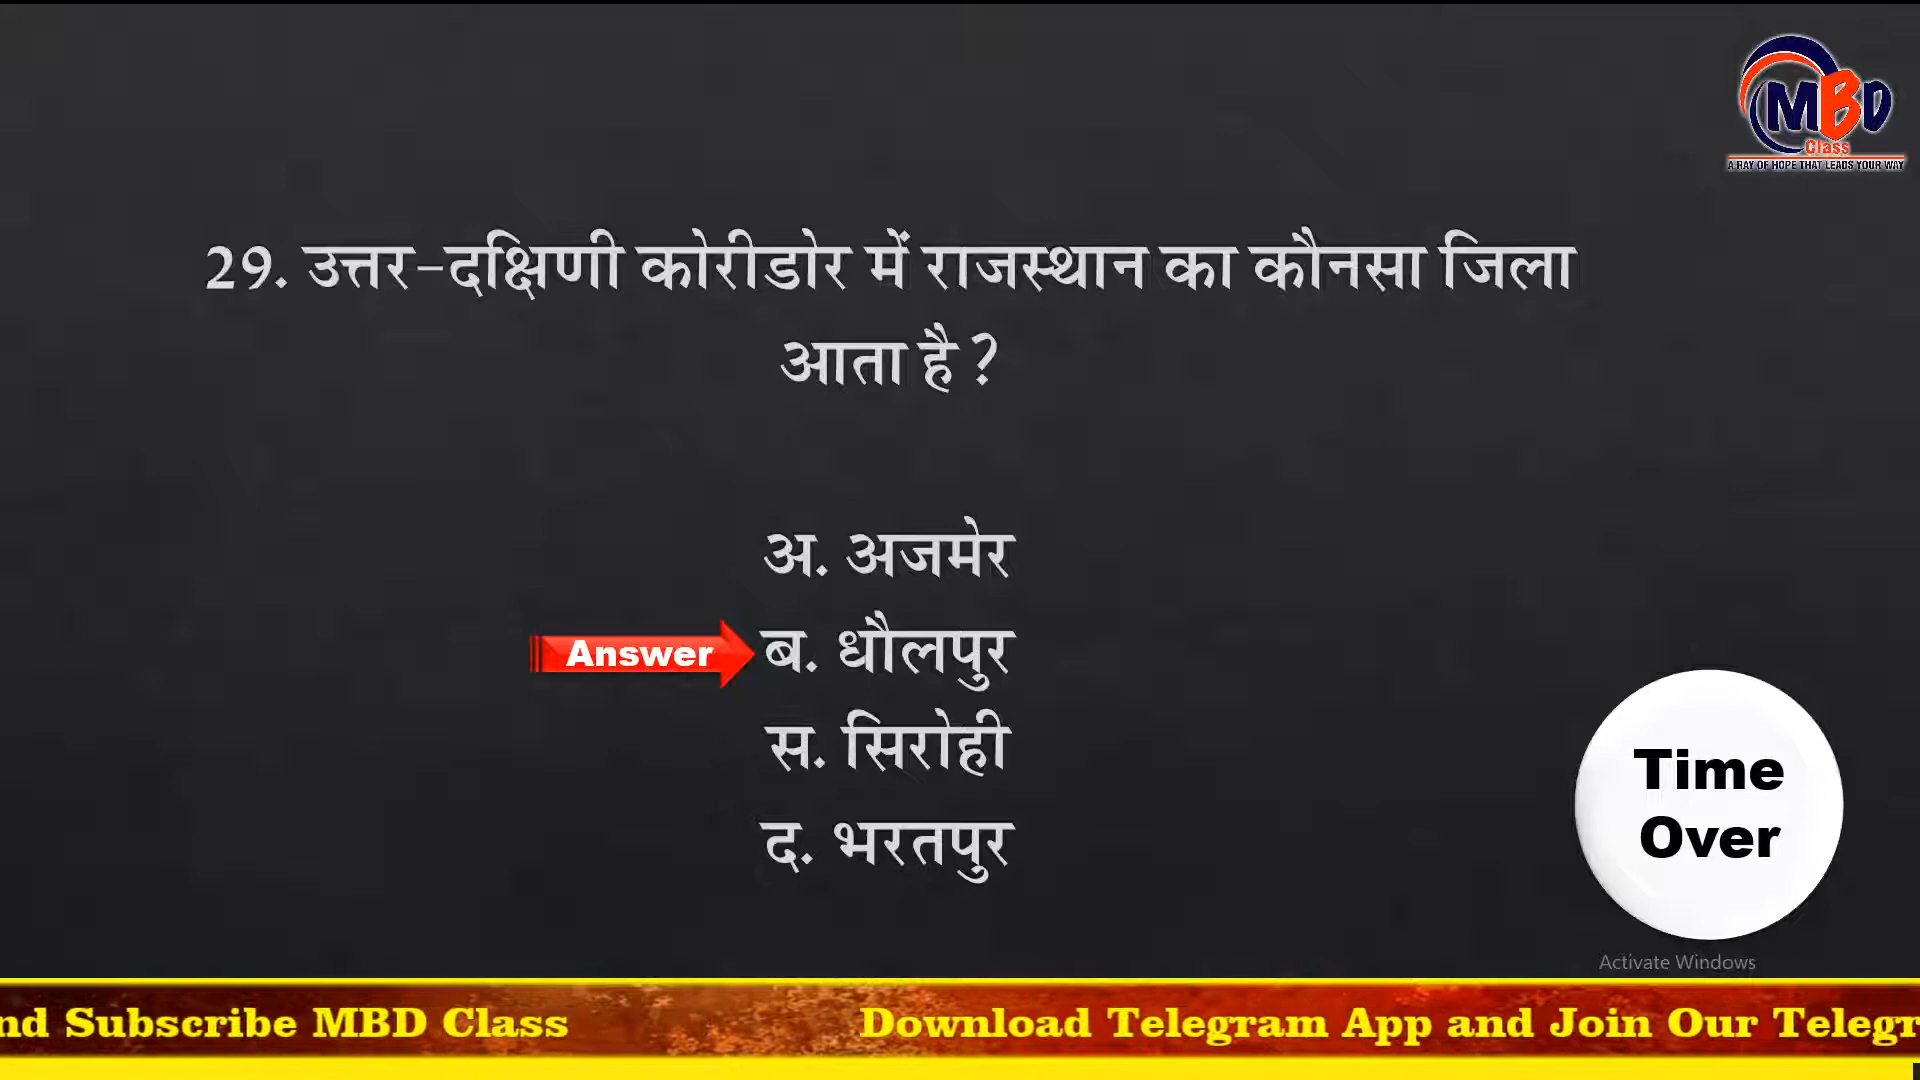 MBD
Class
A RAY OF HOPE THAT LEADS YOUR WAY
29. उत्तर-दक्षिणी कोरीडोर में राजस्थान का कौनसा जिला
आता है ?
अ. अजमेर
Answer
ब. धौलपुर
स. सिरोही
द. भरतपुर
Time
Over
Activate Windows
nd Subscribe MBD Class
Download Telegram App and Join Our Telegr